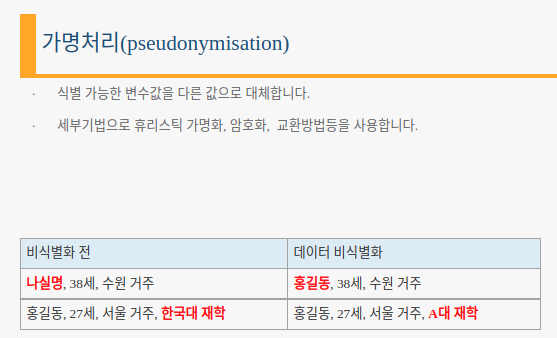 가명처리(pseudonymisation)
· 식별 가능한 변수값을 다른 값으로 대체합니다.
· 세부기법으로 휴리스틱 가명화, 암호화, 교환방법등을 사용합니다.
비식별화 전 데이터 비식별화
나실명, 38세, 수원 거주 홍길동, 38세, 수원 거주
홍길동, 27세, 서울 거주, 한국대 재학 홍길동, 27세, 서울 거주, A대 재학